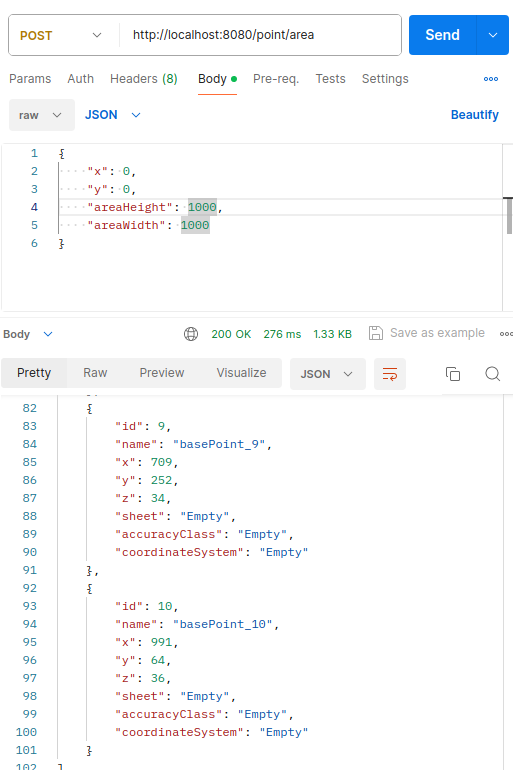 POST http://localhost:8080/point/area Send
Params Auth Headers (8) Body Pre-req. Tests Settings
raw JSON Beautify
1 {
2 "x": 0,
3 "y": 0,
4 "areaHeight": 1000,
5 "areaWidth": 1000
6 }
Body 200 OK 276 ms 1.33 KB Save as example
Pretty Raw Preview Visualize JSON
82 {
83 "id": 9,
84 "name": "basePoint_9",
85 "x": 709,
86 "y": 252,
87 "z": 34,
88 "sheet": "Empty",
89 "accuracyClass": "Empty",
90 "coordinateSystem": "Empty"
91 },
92 {
93 "id": 10,
94 "name": "basePoint_10",
95 "x": 991,
96 "y": 64,
97 "z": 36,
98 "sheet": "Empty",
99 "accuracyClass": "Empty",
100 "coordinateSystem": "Empty"
101 }
102 ]